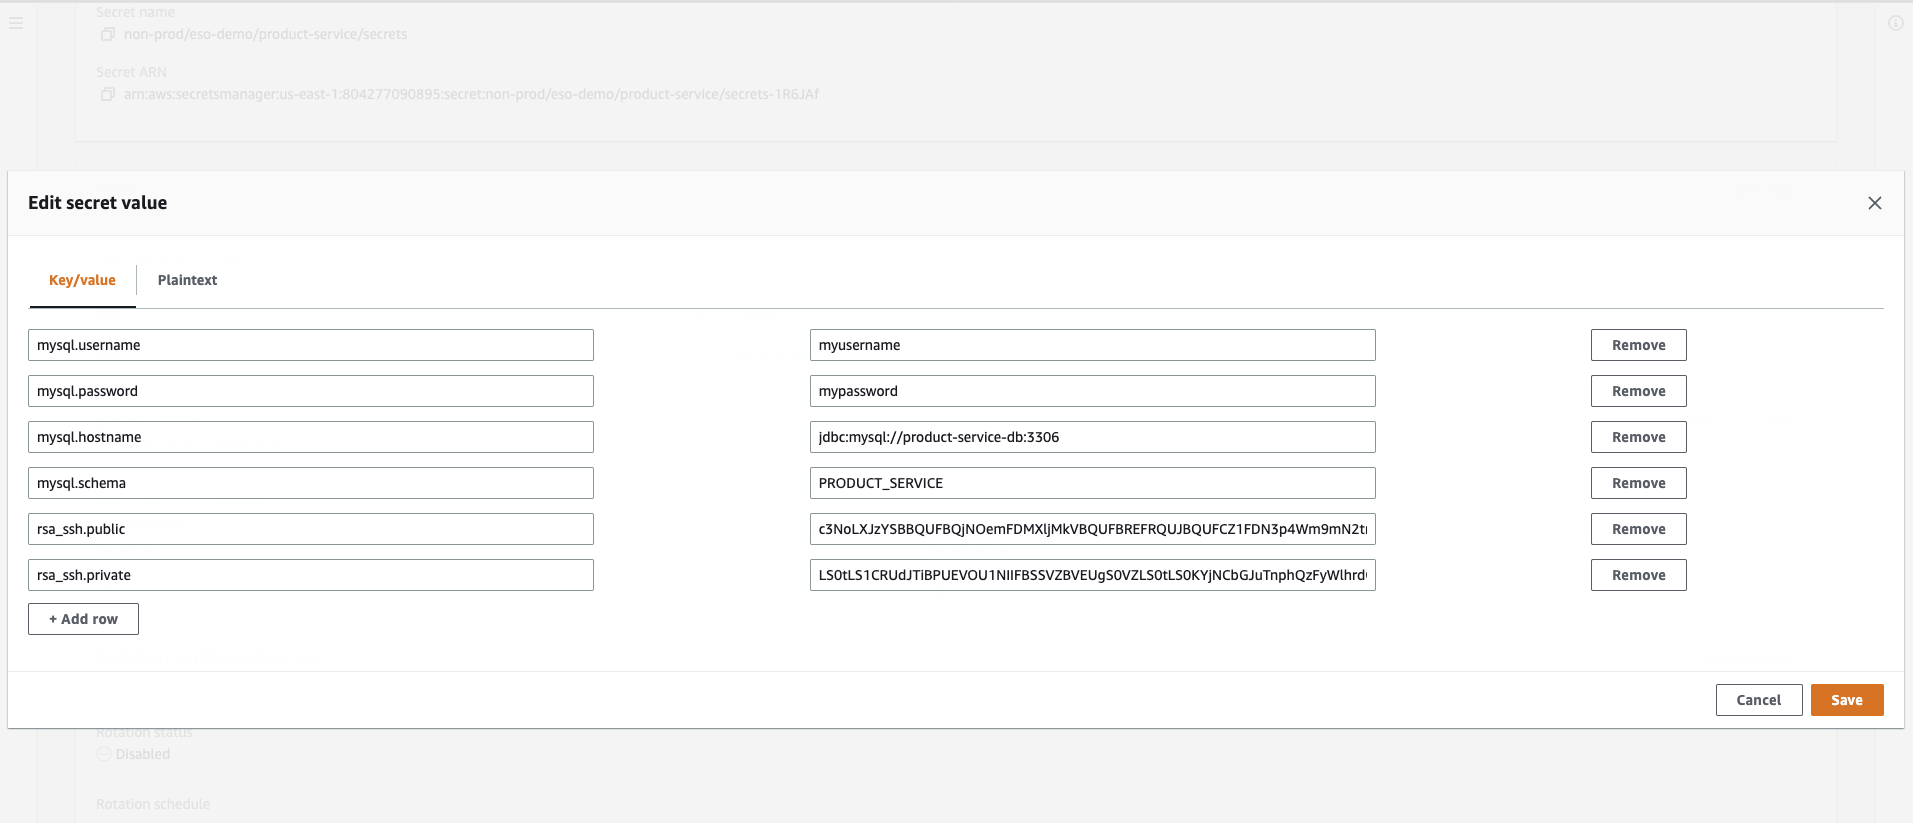 Secret name
non-prod/eso-demo/product-service/secrets
Secret ARN
arn:aws:secretsmanager:us-east-1:804277090895:secret:non-prod/eso-demo/product-service/secrets-1R6JAf
Edit secret value
Key/value
Plaintext
mysql.username
myusername
Remove
mysql.password
mypassword
Remove
mysql.hostname
jdbc:mysql://product-service-db:3306
Remove
mysql.schema
PRODUCT_SERVICE
Remove
rsa_ssh.public
c3NoLXJzYSBBQUFBQjNOemFDMXljMkVBQUFBREFRQUJBQUFCZ1FDN3p4Wm9mN2t
Remove
rsa_ssh.private
LS0tLS1CRUdJTiBPUEVOU1NIIFBSSVZBVEUgS0VZLS0tLS0KYjNCbGJuTnphQzFyWlhrd
Remove
+ Add row
Cancel
Save
Rotation status
Disabled
Rotation schedule